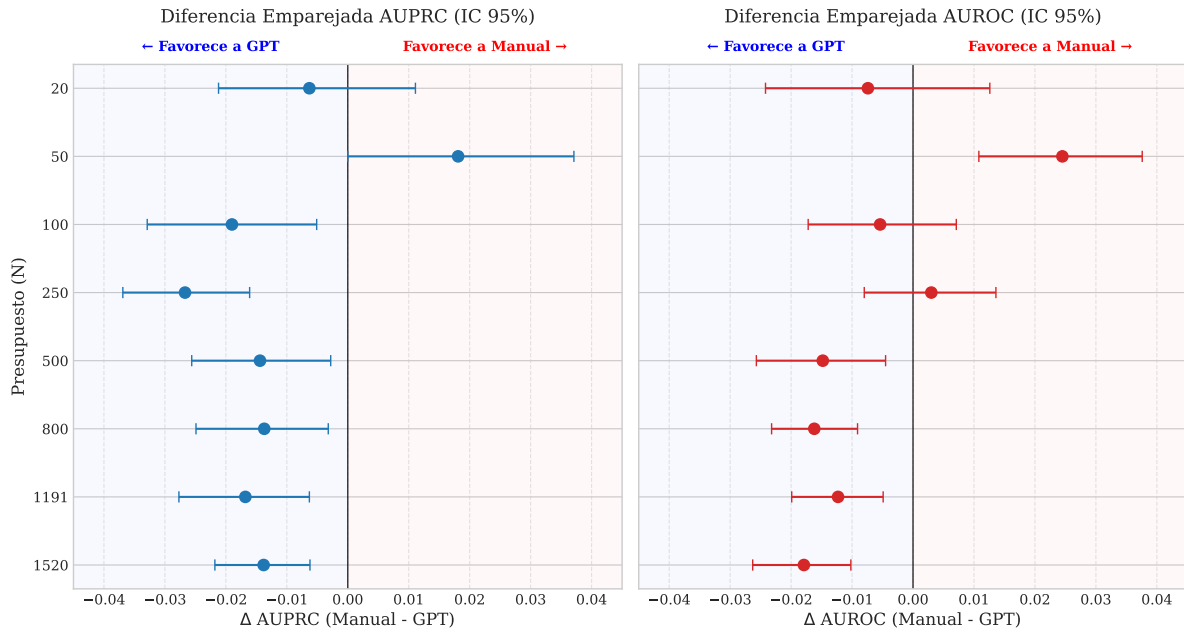 Diferencia Emparejada AUPRC (IC 95%)
← Favorece a GPT
Favorece a Manual →
Presupuesto (N)
20
50
100
250
500
800
1191
1520
−0.04
−0.03
−0.02
−0.01
0.00
0.01
0.02
0.03
0.04
Δ AUPRC (Manual - GPT)
Diferencia Emparejada AUROC (IC 95%)
← Favorece a GPT
Favorece a Manual →
−0.04
−0.03
−0.02
−0.01
0.00
0.01
0.02
0.03
0.04
Δ AUROC (Manual - GPT)